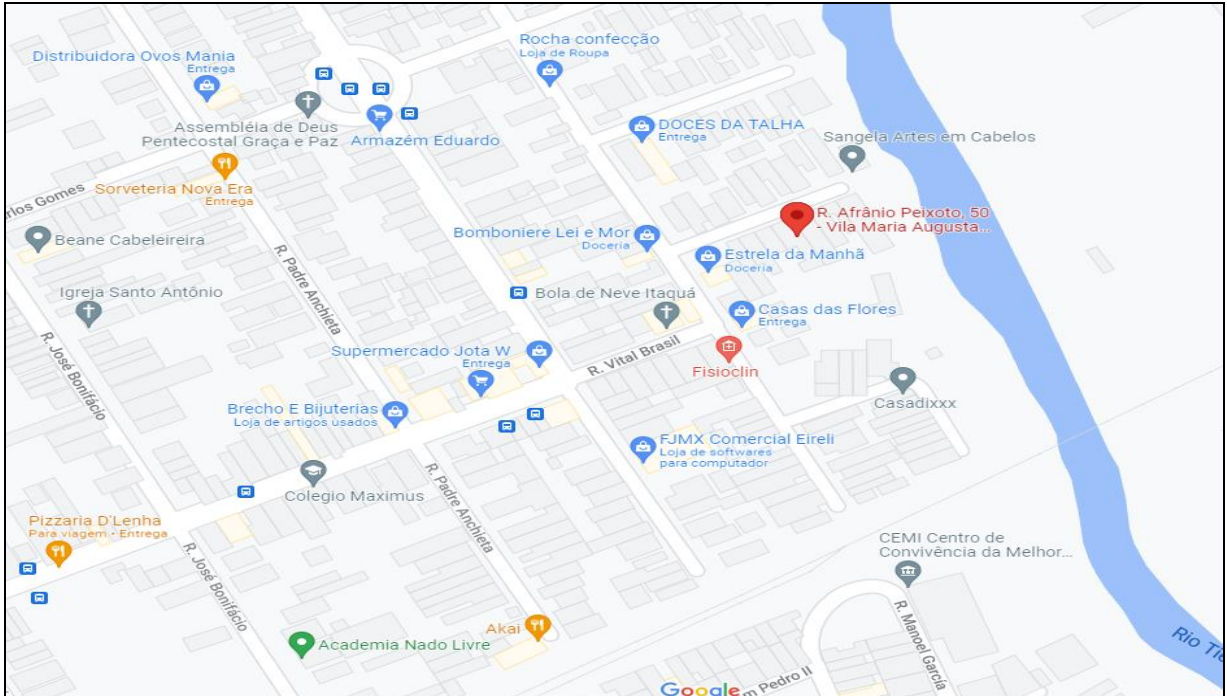 Rocha confecção
Loja de Roupa
Distribuidora Ovos Mania
Entrega
DOCES DA TALHA
Entrega
Assembléia de Deus
Pentecostal Graça e Paz
Armazém Eduardo
Sangela Artes em Cabelos
Sorveteria Nova Era
Entrega
rlos Gomes
R. Afrânio Peixoto, 50
- Vila Maria Augusta...
Beane Cabeleireira
R. Padre Anchieta
Bomboniere Lei e Mor
Doceria
Estrela da Manhã
Doceria
Igreja Santo Antônio
Bola de Neve Itaquá
Casas das Flores
Entrega
R. José Bonifácio
Supermercado Jota W
Entrega
R. Vital Brasil
Fisioclin
Casadixxx
Brecho E Bijuterias
Loja de artigos usados
FJMX Comercial Eireli
Loja de softwares
para computador
Colegio Maximus
R. Padre Anchieta
Pizzaria D'Lenha
Para viagem • Entrega
CEMI Centro de
Convivência da Melhor...
R. José Bonifácio
Akai
Academia Nado Livre
R. Manoel Garcia
Rio Tie
Google
m Pedro II